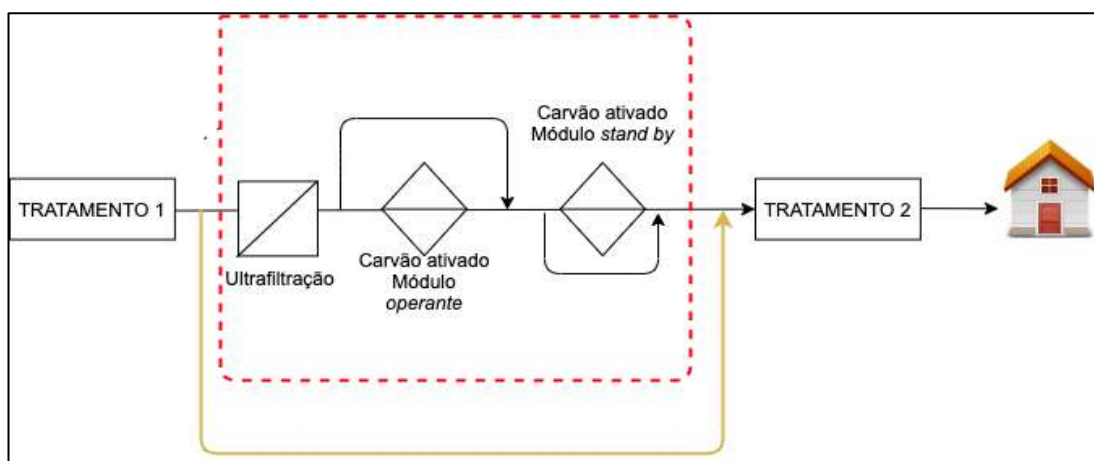 Carvão ativado
Módulo stand by
TRATAMENTO 1
TRATAMENTO 2
Ultrafiltração
Carvão ativado
Módulo
operante